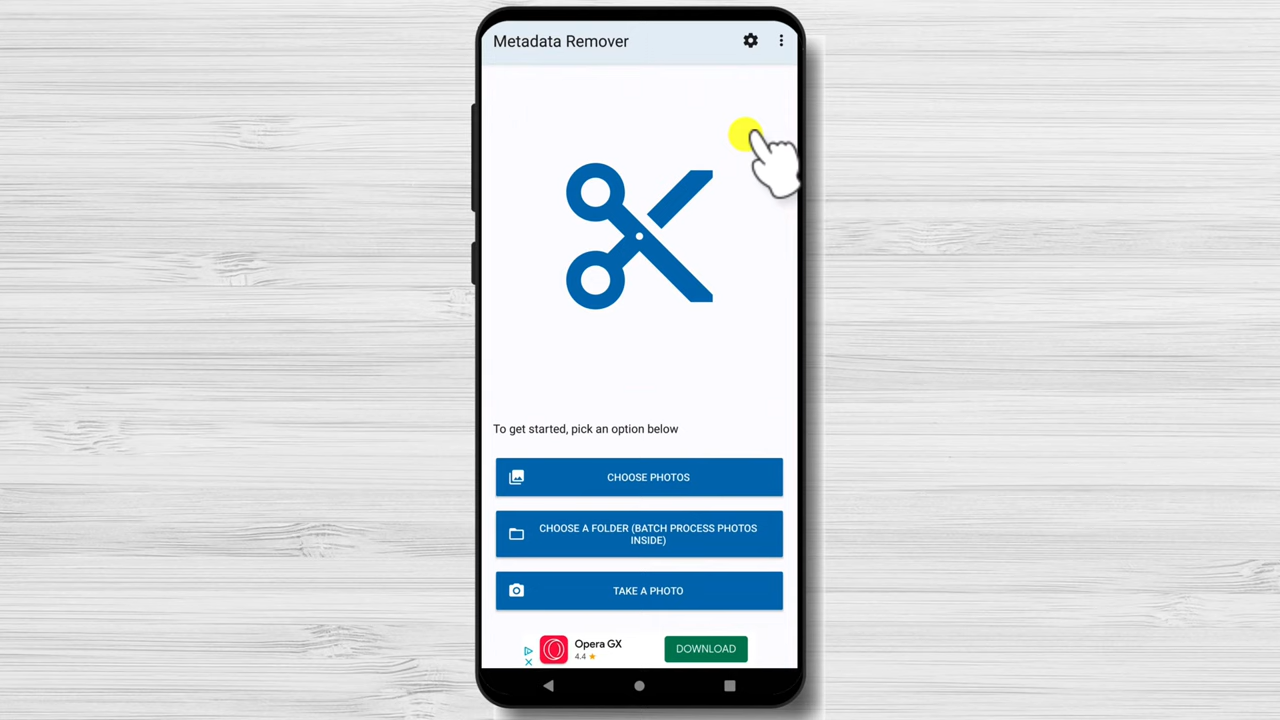 Metadata Remover
To get started, pick an option below
CHOOSE PHOTOS
CHOOSE A FOLDER (BATCH PROCESS PHOTOS
INSIDE)
TAKE A PHOTO
Opera GX
4.4 ★
DOWNLOAD